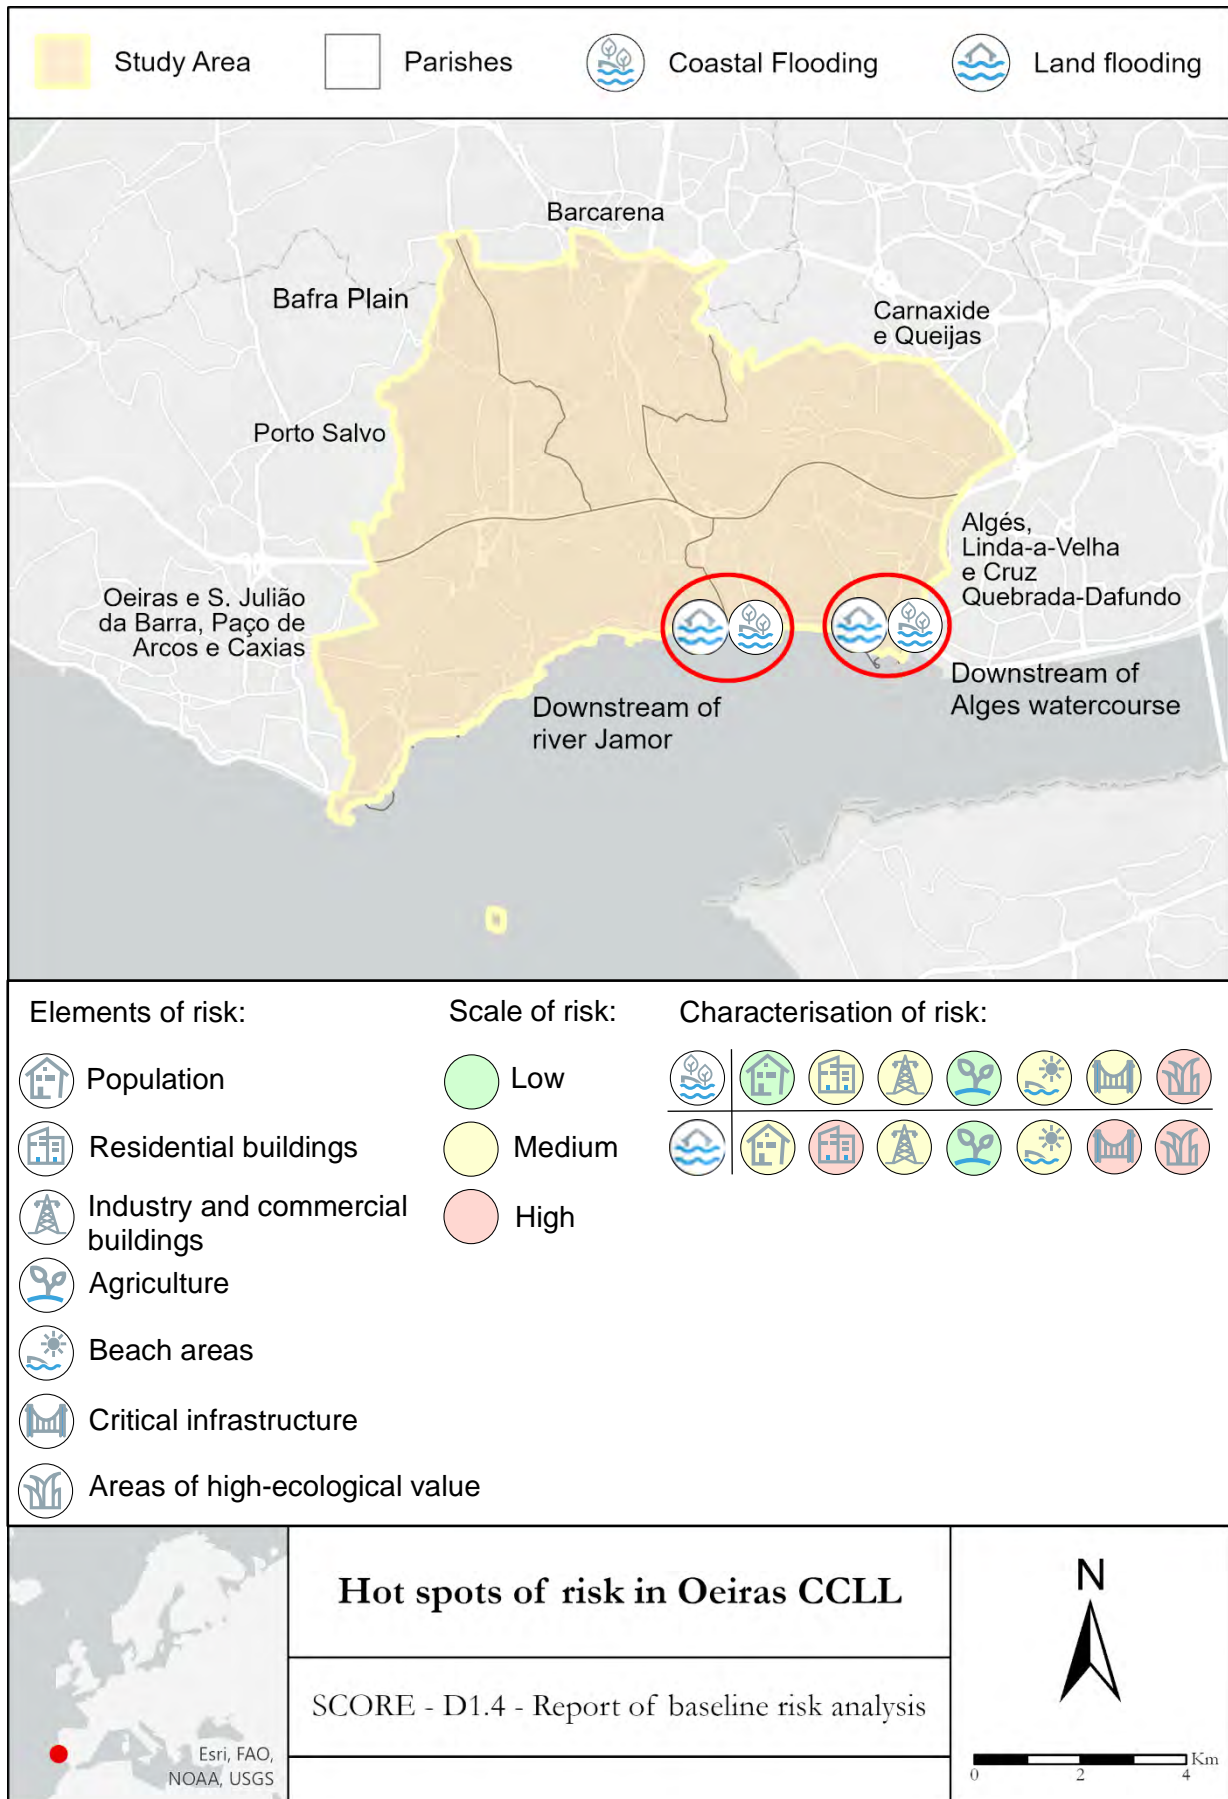 Study Area
Parishes
Coastal Flooding
Land flooding
Barcarena
Bafra Plain
Carnaxide
e Queijas
Porto Salvo
Algés,
Linda-a-Velha
e Cruz
Quebrada-Dafundo
Oeiras e S. Julião
da Barra, Paço de
Arcos e Caxias
Downstream of
Alges watercourse
Downstream of
river Jamor
Elements of risk:
Population
Residential buildings
Industry and commercial
buildings
Agriculture
Beach areas
Critical infrastructure
Areas of high-ecological value
Scale of risk:
Low
Medium
High
Characterisation of risk:
Esri, FAO,
NOAA, USGS
Hot spots of risk in Oeiras CCLL
SCORE - D1.4 - Report of baseline risk analysis
N
Km
0 2 4